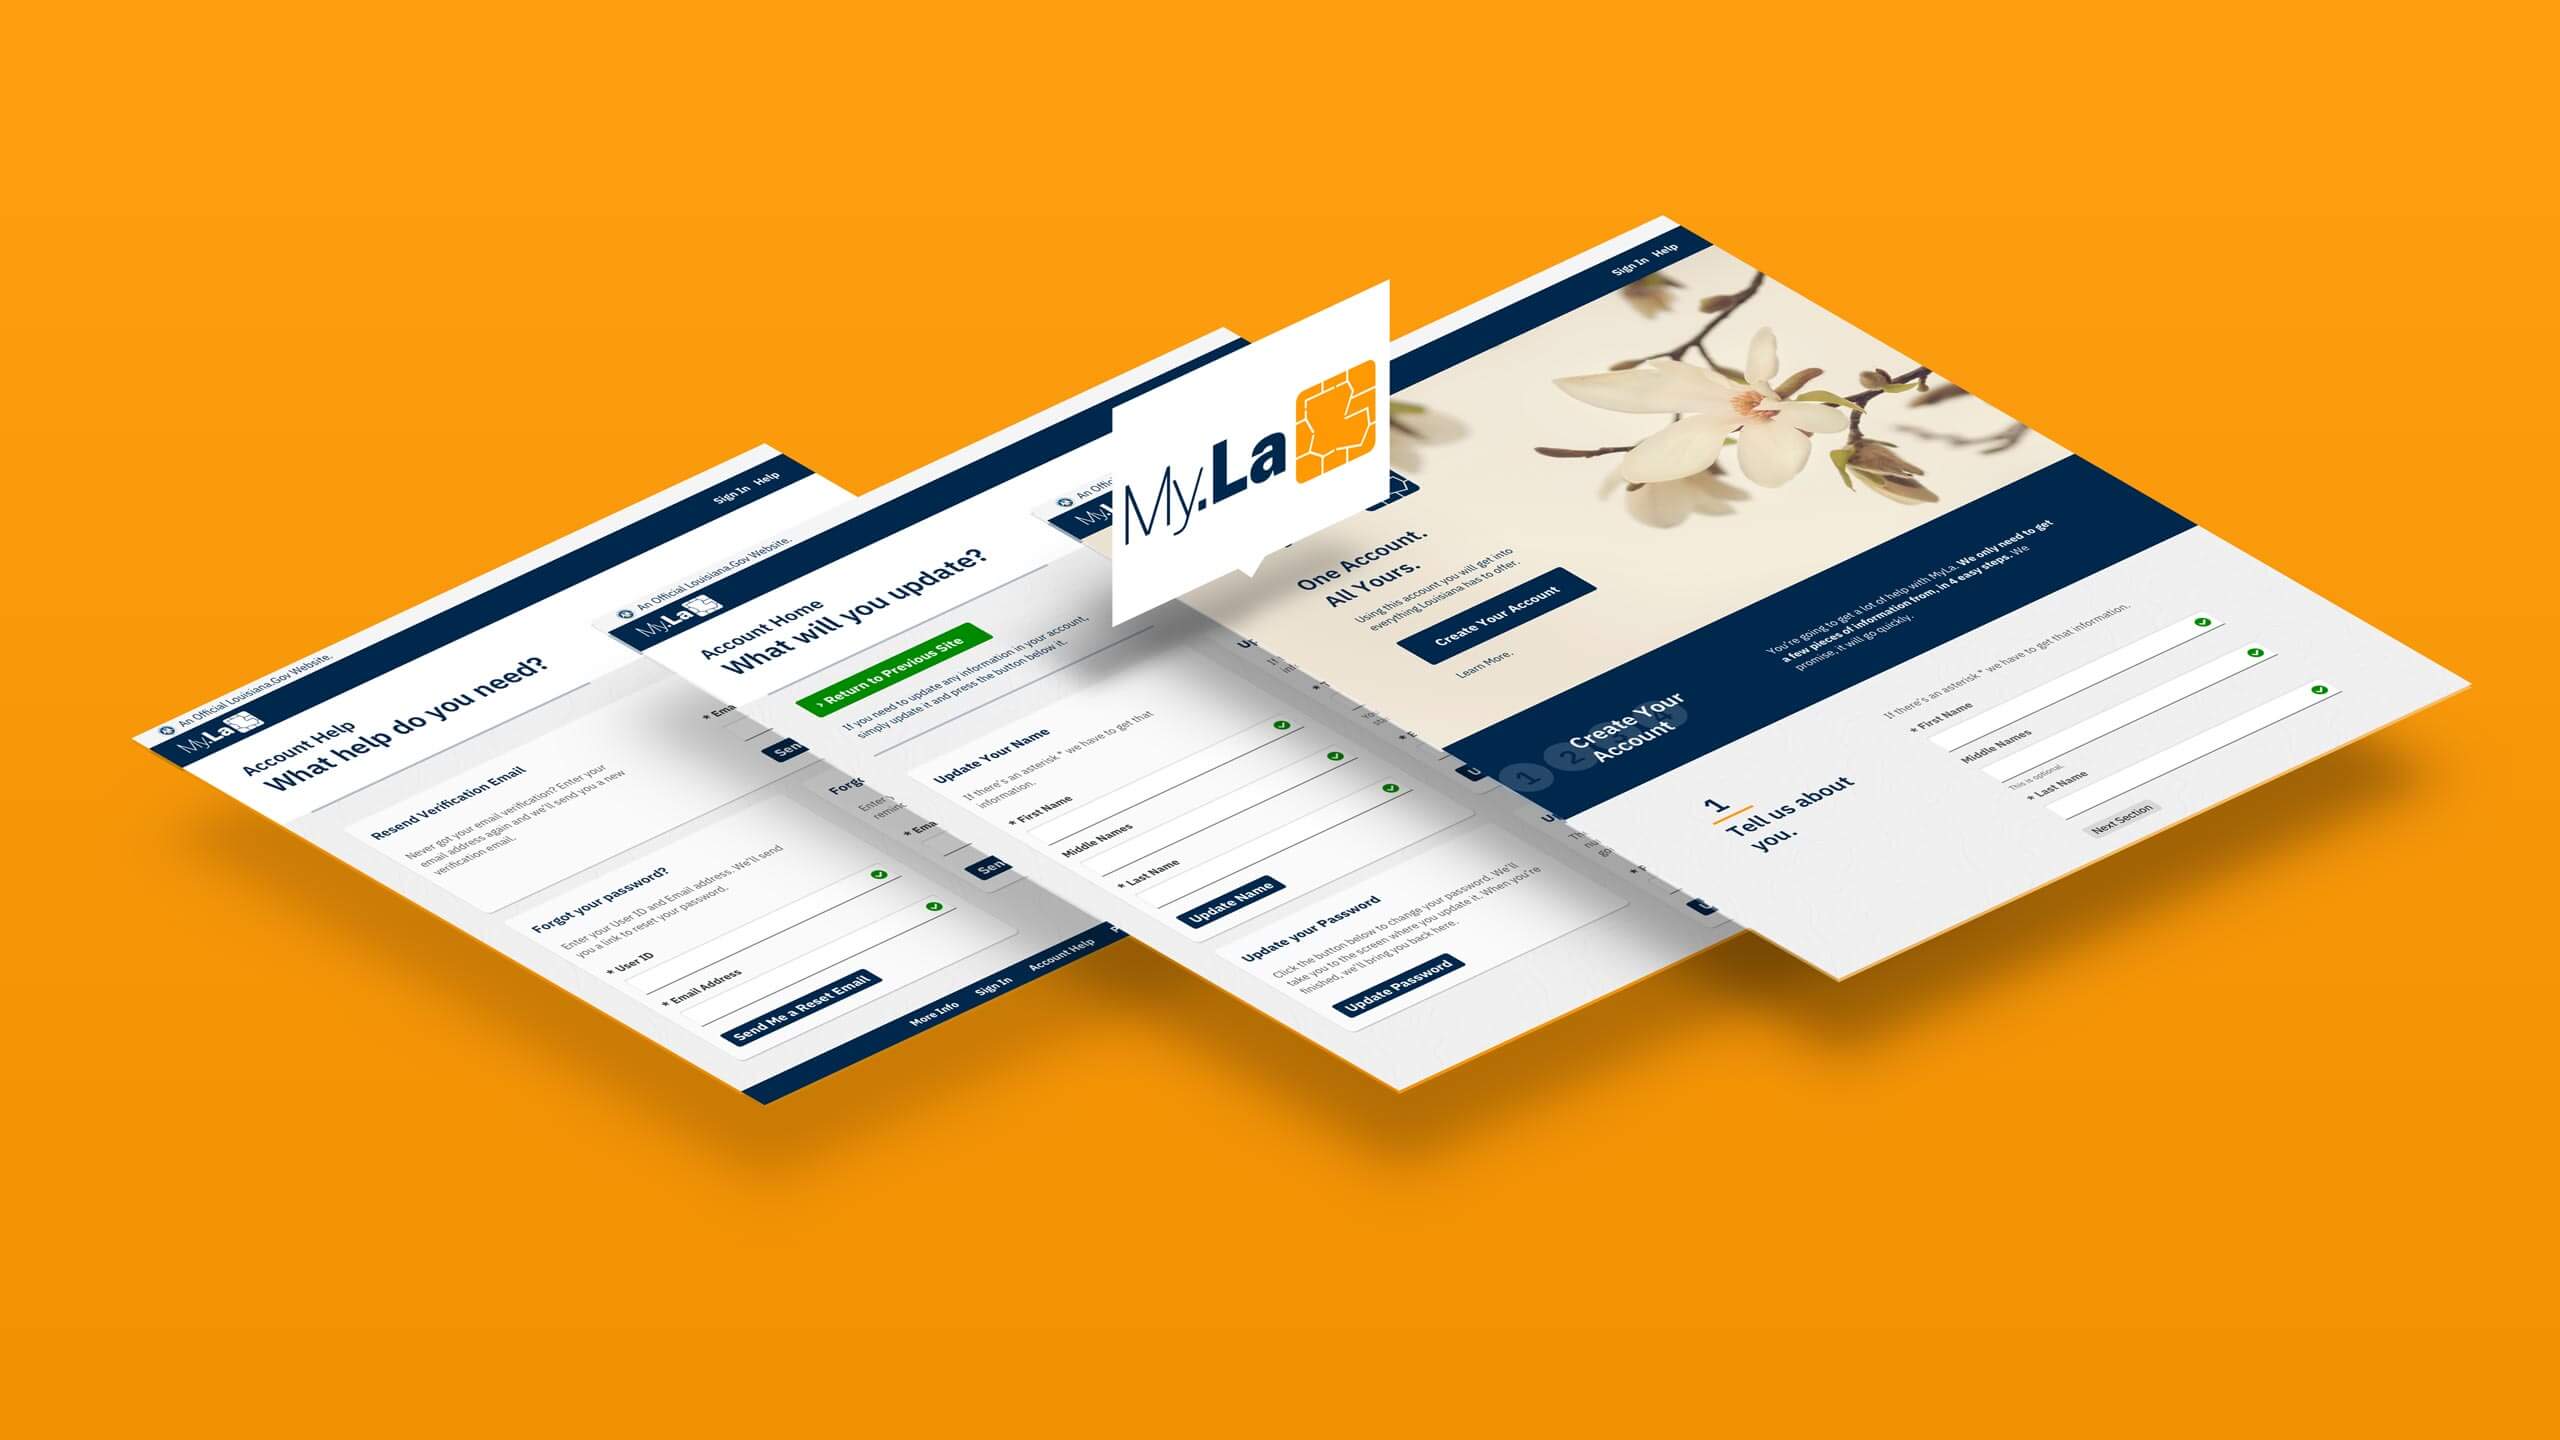 An Official Louisiana.Gov Website.
My.La
Sign In Help
Account Help
What help do you need?
Resend Verification Email
Never got your email verification? Enter your
email address again and we'll send you a new
verification email.
* Ema
Sen
Forgot your password?
Enter your User ID and Email address. We'll send
you a link to reset your password.
* User ID
* Email Address
Send Me a Reset Email
Forg
Enter
remin
* Ema
Sen
More Info Sign In Account Help
An Official Louisiana.Gov Website.
My.La
Account Home
What will you update?
› Return to Previous Site
If you need to update any information in your account,
simply update it and press the button below it.
Update Your Name
If there's an asterisk * we have to get that
information.
* First Name
Middle Names
* Last Name
Update Name
Update your Password
Click the button below to change your password. We'll
take you to the screen where you update it. When you're
finished, we'll bring you back here.
Update Password
My.La
An Offic
My.L
Sign In Help
One Account.
All Yours.
Using this account you will get into
everything Louisiana has to offer.
Create Your Account
Learn More.
1 2
Create Your
Account
You're going to get a lot of help with MyLa. We only need to get
a few pieces of information from, in 4 easy steps. We
promise, it will go quickly.
1
Tell us about
you.
If there's an asterisk * we have to get that information.
* First Name
Middle Names
This is optional.
* Last Name
Next Section